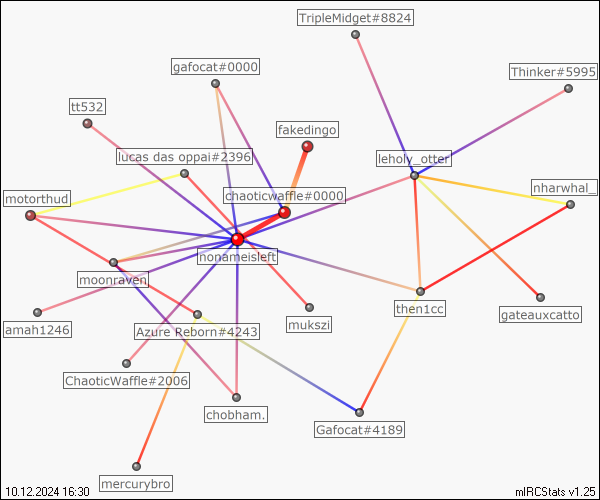 TripleMidget#8824
gafocat#0000
Thinker#5995
tt532
fakedingo
lucas das oppai#2396
leholy_otter
motorthud
chaoticwaffle#0000
nharwhal_
nonameisleft
moonraven
then1cc
gateauxcatto
amah1246
Azure Reborn#4243
mukszi
ChaoticWaffle#2006
chobham.
Gafocat#4189
mercurybro
10.12.2024 16:30
mIRCStats v1.25